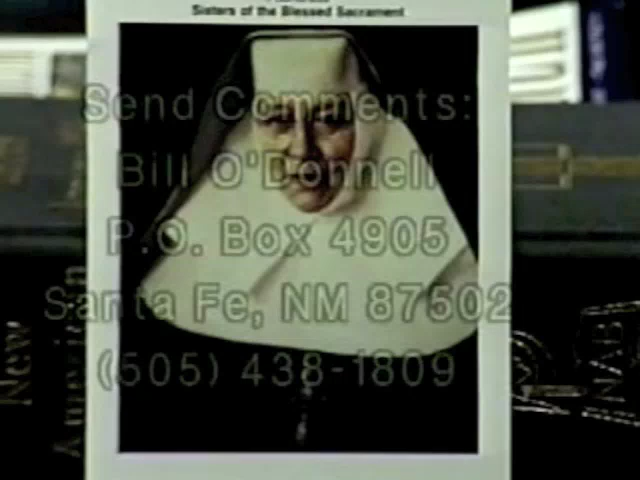 Sisters of the Blessed Sacrament
Send Comments:
Bill O'Donnell
P.O. Box 4905
Santa Fe, NM 87502
(505) 438-1809
New
American
NAB